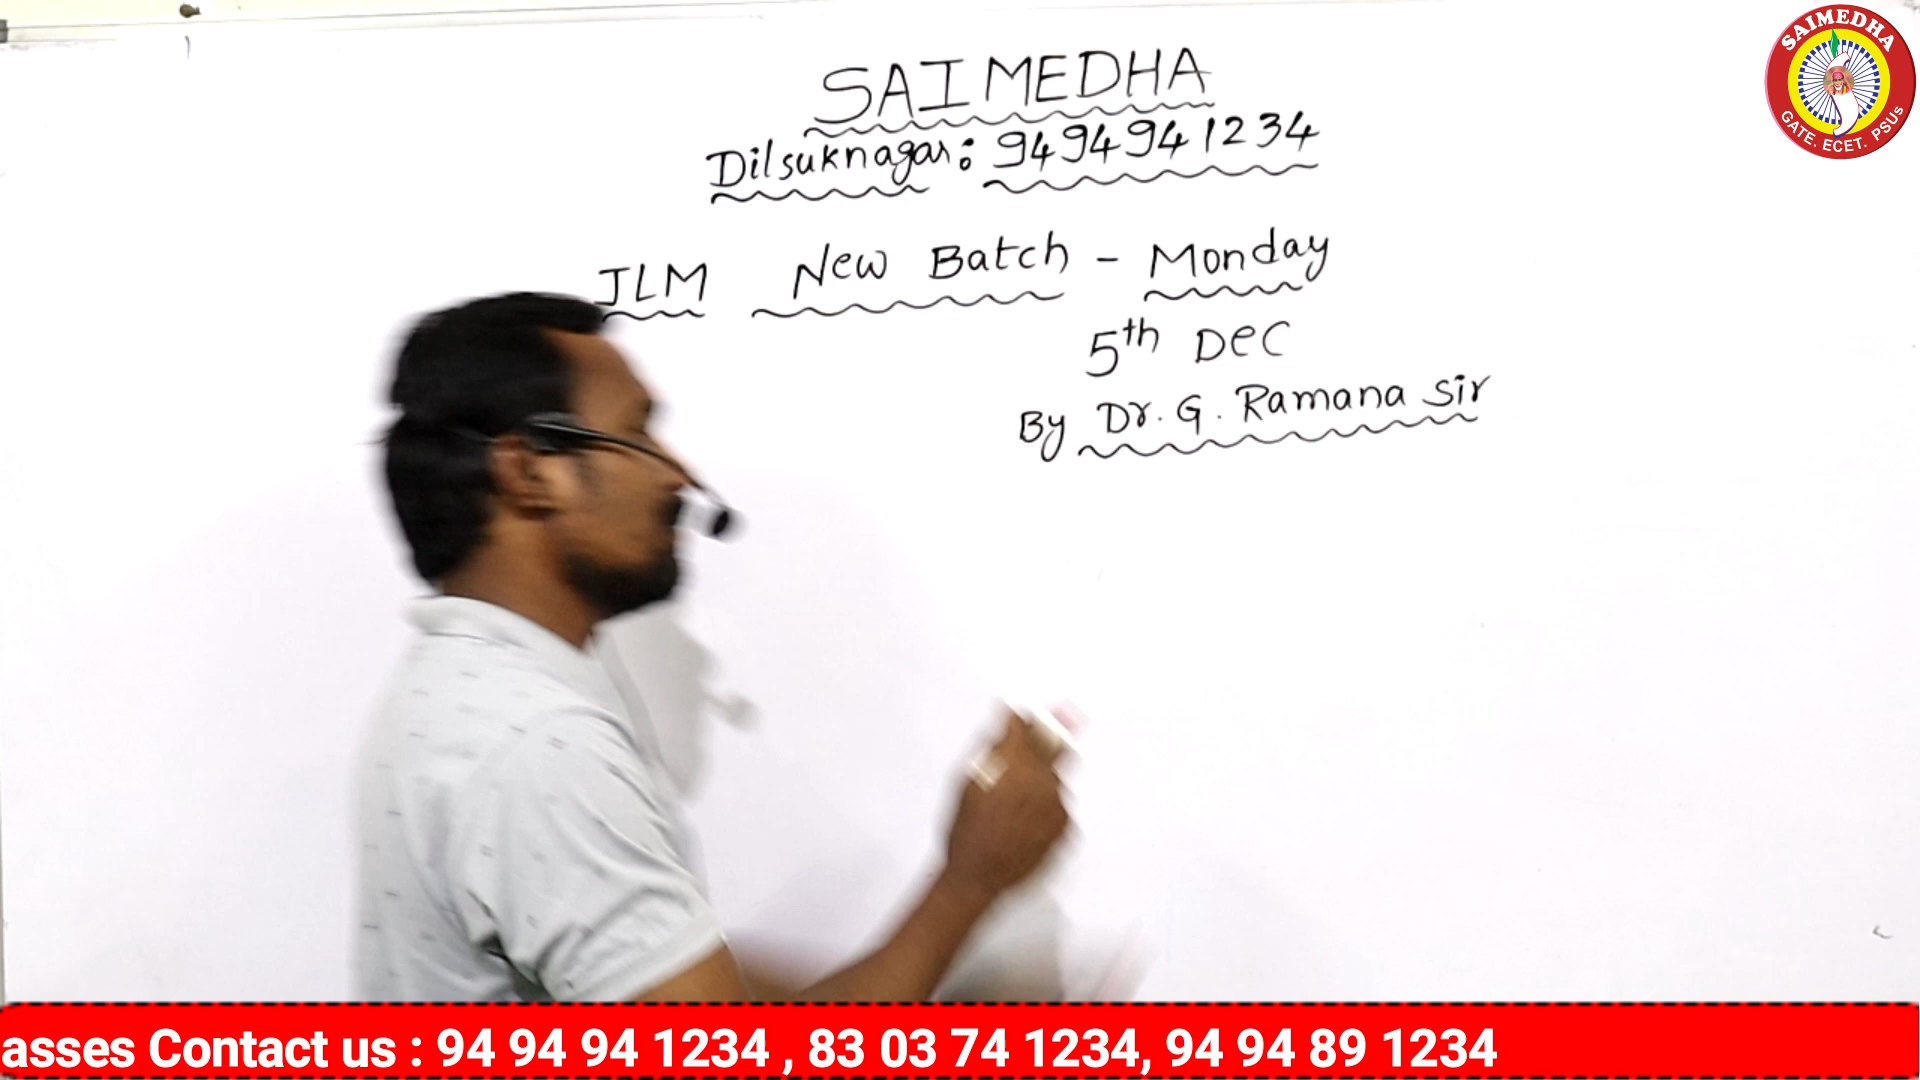 SAIMEDHA
Dilsuknagar: 9494941234
JLM New Batch - Monday
5th Dec
By Dr. G. Ramana Sir
SAIMEDHA
GATE. ECET. PSUs
asses Contact us : 94 94 94 1234 , 83 03 74 1234, 94 94 89 1234